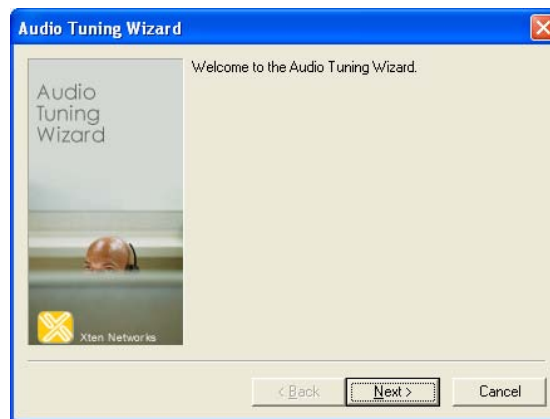 Audio Tuning Wizard
Welcome to the Audio Tuning Wizard.
Audio
Tuning
Wizard
Xten Networks
< Back
Next >
Cancel